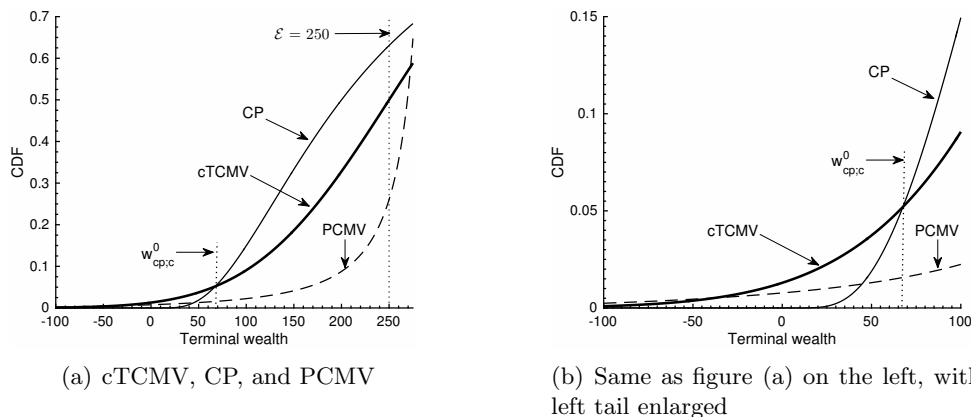 0.7
0.6
0.5
0.4
0.3
0.2
0.1
0
CDF
ℰ = 250
CP
cTCMV
PCMV
w⁰cp;c
-100 -50 0 50 100 150 200 250
Terminal wealth
(a) cTCMV, CP, and PCMV
0.15
0.1
0.05
0
CDF
CP
w⁰cp;c
cTCMV
PCMV
-100 -50 0 50 100
Terminal wealth
(b) Same as figure (a) on the left, with
left tail enlarged